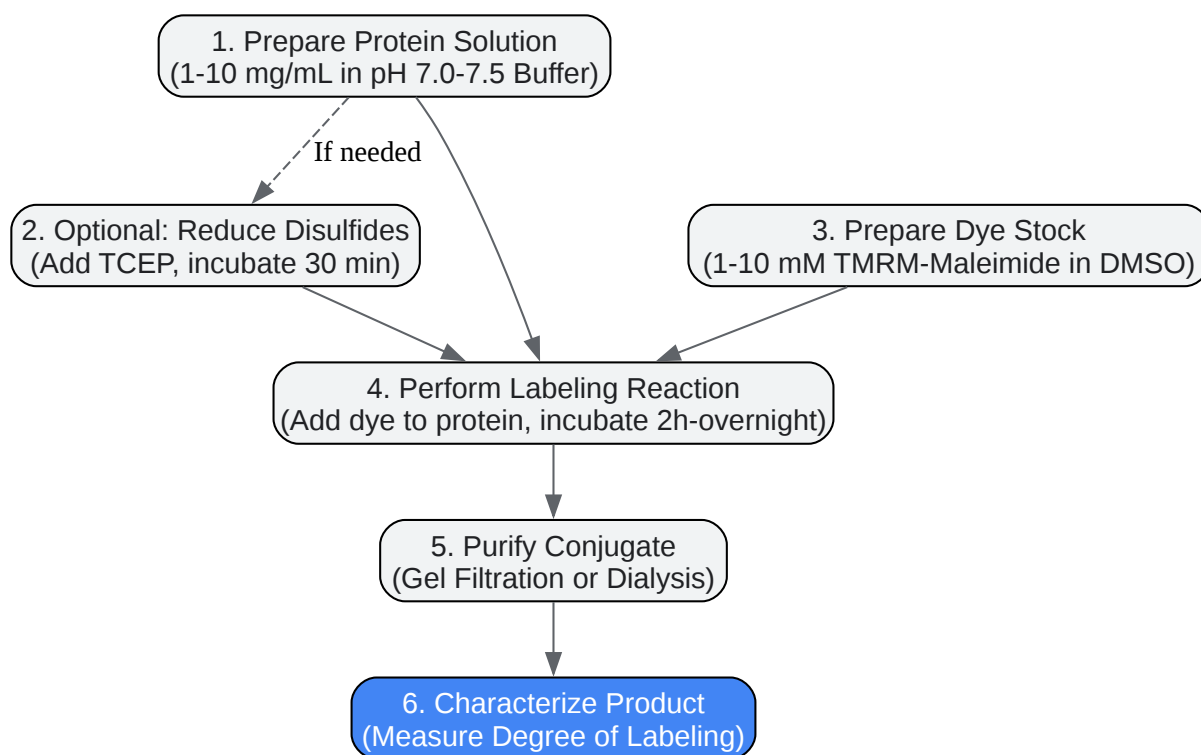 1. Prepare Protein Solution
(1-10 mg/mL in pH 7.0-7.5 Buffer)
If needed
2. Optional: Reduce Disulfides
(Add TCEP, incubate 30 min)
3. Prepare Dye Stock
(1-10 mM TMRM-Maleimide in DMSO)
4. Perform Labeling Reaction
(Add dye to protein, incubate 2h-overnight)
5. Purify Conjugate
(Gel Filtration or Dialysis)
6. Characterize Product
(Measure Degree of Labeling)